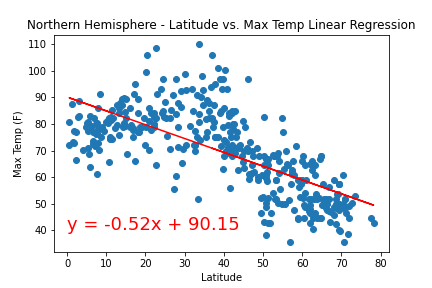 Northern Hemisphere - Latitude vs. Max Temp Linear Regression
110
100
90
80
70
60
50
40
Max Temp (F)
y = -0.52x + 90.15
0 10 20 30 40 50 60 70 80
Latitude